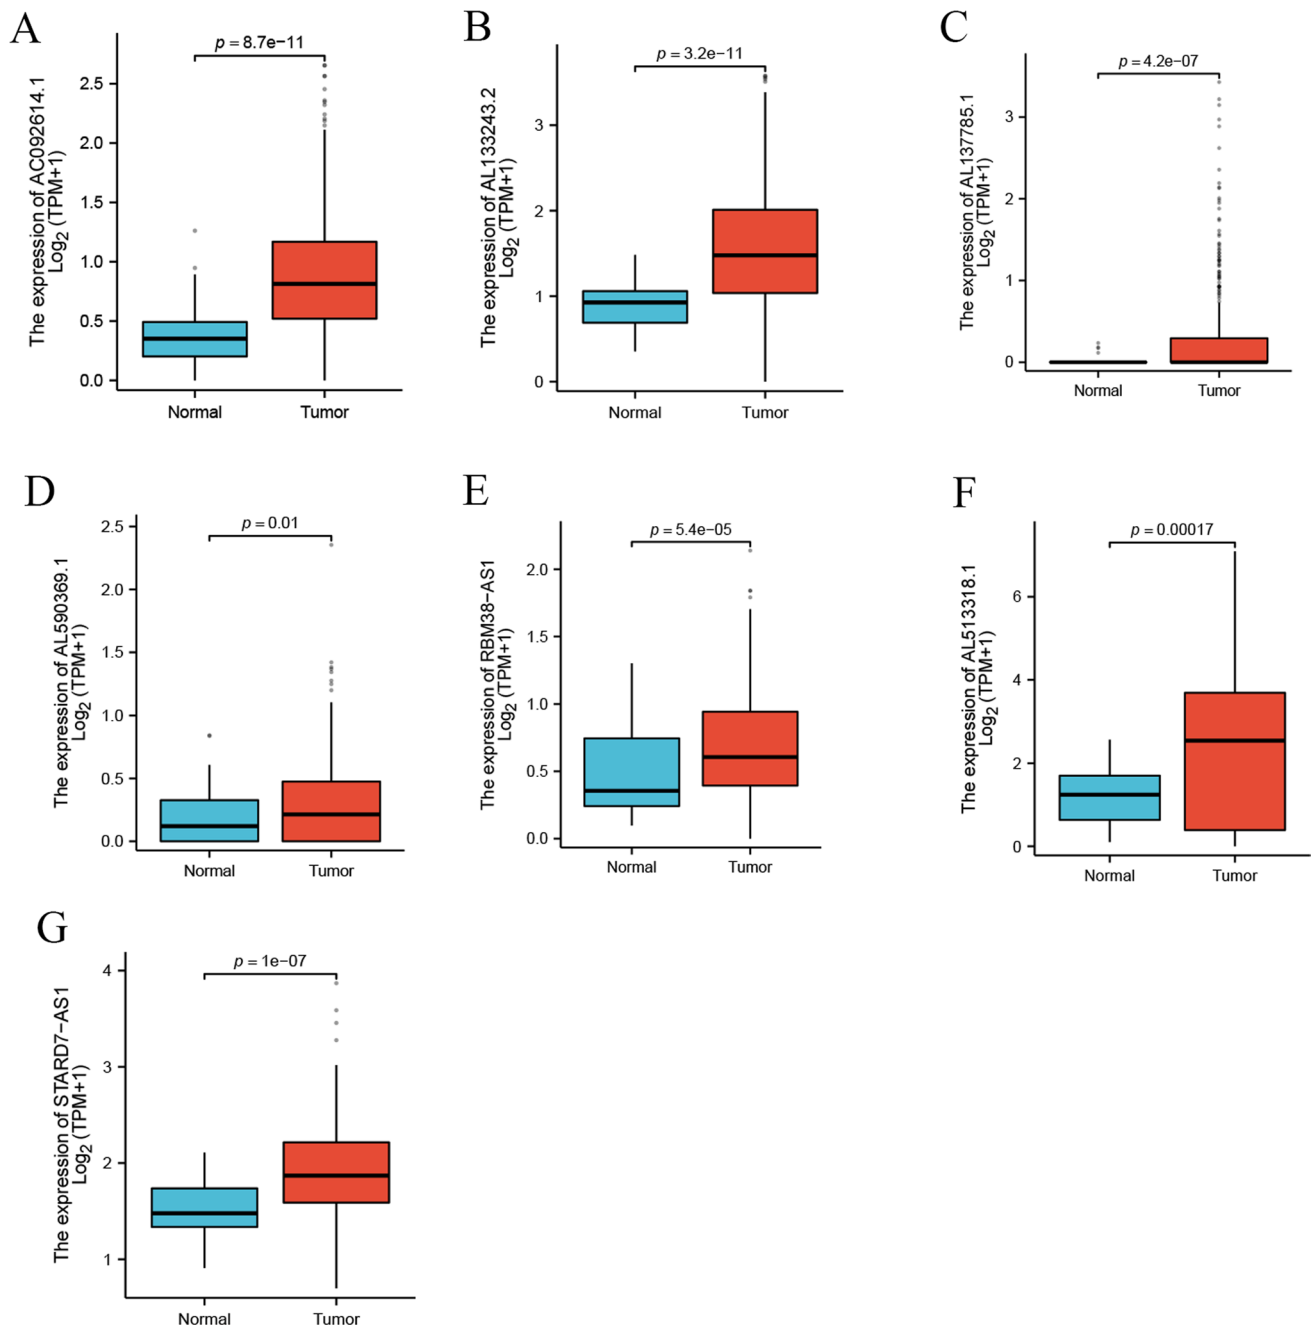 A
The expression of AC092614.1
Log2 (TPM+1)
p = 8.7e−11
2.5
2.0
1.5
1.0
0.5
0.0
Normal
Tumor
B
The expression of AL133243.2
Log2 (TPM+1)
p = 3.2e−11
3
2
1
0
Normal
Tumor
C
The expression of AL137785.1
Log2 (TPM+1)
p = 4.2e−07
3
2
1
0
Normal
Tumor
D
The expression of AL590369.1
Log2 (TPM+1)
p = 0.01
2.5
2.0
1.5
1.0
0.5
0.0
Normal
Tumor
E
The expression of RBM38−AS1
Log2 (TPM+1)
p = 5.4e−05
2.0
1.5
1.0
0.5
0.0
Normal
Tumor
F
The expression of AL513318.1
Log2 (TPM+1)
p = 0.00017
6
4
2
0
Normal
Tumor
G
The expression of STARD7−AS1
Log2 (TPM+1)
p = 1e−07
4
3
2
1
Normal
Tumor